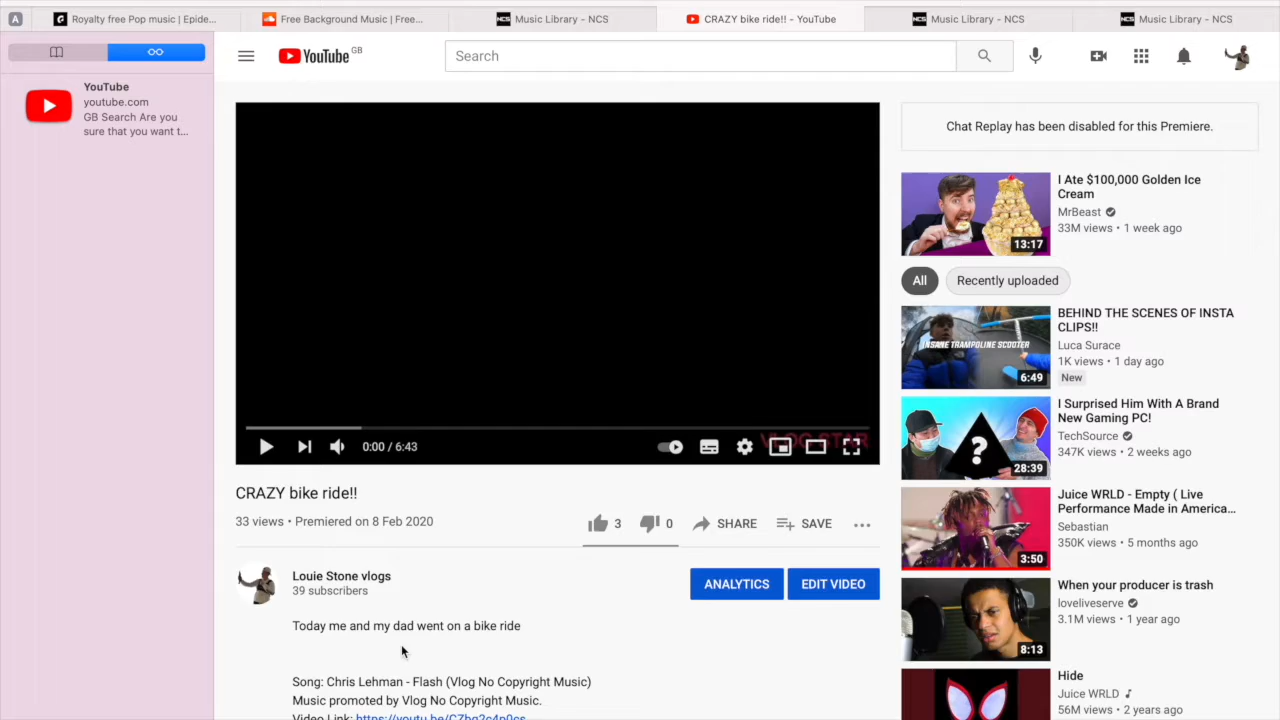 A
Royalty free Pop music | Epide...
Free Background Music | Free...
Music Library - NCS
CRAZY bike ride!! - YouTube
Music Library - NCS
Music Library - NCS
YouTube
youtube.com
GB Search Are you
sure that you want t...
YouTube GB
Search
VLOG STAR
0:00 / 6:43
CRAZY bike ride!!
33 views • Premiered on 8 Feb 2020
3
0
SHARE
SAVE
Louie Stone vlogs
39 subscribers
ANALYTICS
EDIT VIDEO
Today me and my dad went on a bike ride
Song: Chris Lehman - Flash (Vlog No Copyright Music)
Music promoted by Vlog No Copyright Music.
Chat Replay has been disabled for this Premiere.
13:17
I Ate $100,000 Golden Ice
Cream
MrBeast
33M views • 1 week ago
All
Recently uploaded
INSANE TRAMPOLINE SCOOTER
6:49
BEHIND THE SCENES OF INSTA
CLIPS!!
Luca Surace
1K views • 1 day ago
New
?
28:39
I Surprised Him With A Brand
New Gaming PC!
TechSource
347K views • 2 weeks ago
3:50
Juice WRLD - Empty ( Live
Performance Made in America...
Sebastian
350K views • 5 months ago
8:13
When your producer is trash
loveliveserve
3.1M views • 1 year ago
Hide
Juice WRLD
56M views • 2 years ago